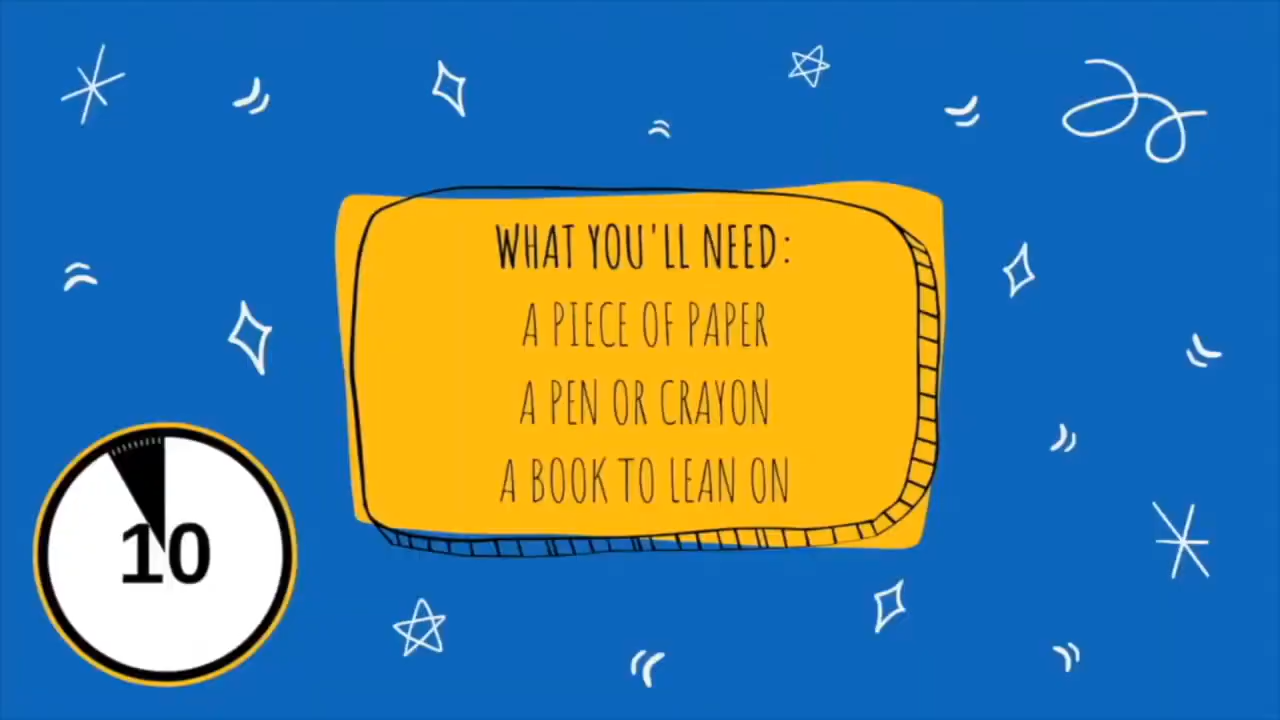 WHAT YOU'LL NEED:
A PIECE OF PAPER
A PEN OR CRAYON
A BOOK TO LEAN ON
10